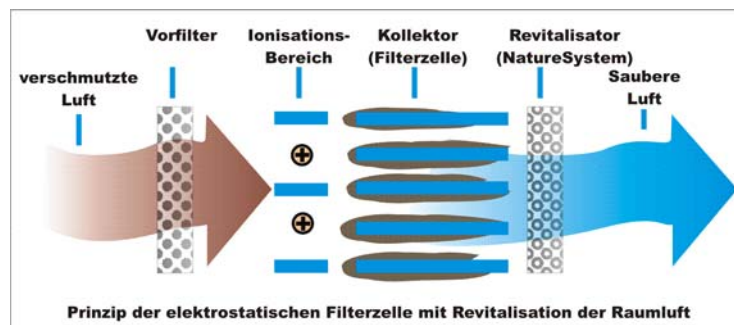 Vorfilter
Ionisations-
Bereich
Kollektor
(Filterzelle)
Revitalisator
(NatureSystem)
verschmutzte
Luft
Saubere
Luft
Prinzip der elektrostatischen Filterzelle mit Revitalisation der Raumluft